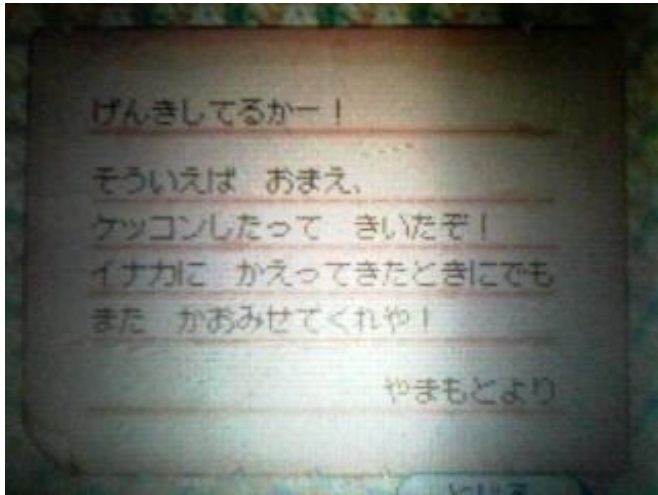 げんきしてるかー！
そういえば　おまえ、
ケッコンしたって　きいたぞ！
イナカに　かえってきたときにでも
また　かおみせてくれや！
やまもとより